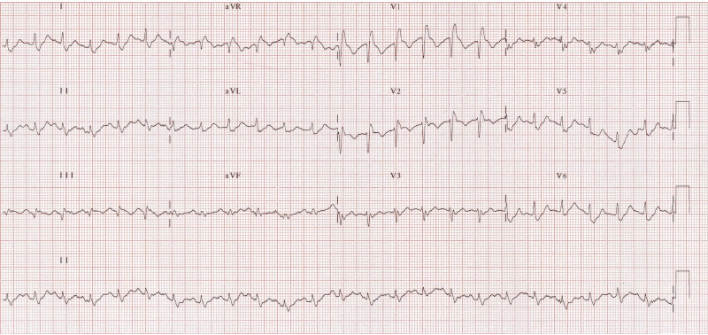 I aVR V1 V4
II aVL V2 V5
III aVF V3 V6
II